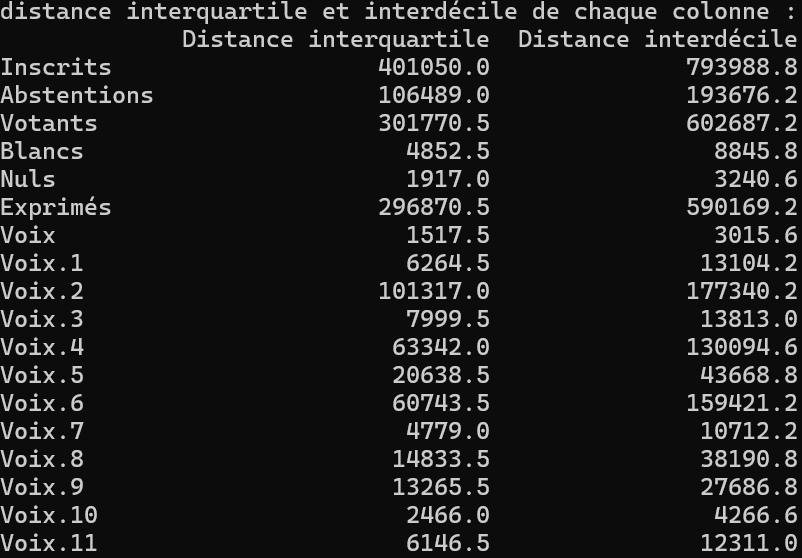 distance interquartile et interdécile de chaque colonne :
Distance interquartile Distance interdécile
Inscrits 401050.0 793988.8
Abstentions 106489.0 193676.2
Votants 301770.5 602687.2
Blancs 4852.5 8845.8
Nuls 1917.0 3240.6
Exprimés 296870.5 590169.2
Voix 1517.5 3015.6
Voix.1 6264.5 13104.2
Voix.2 101317.0 177340.2
Voix.3 7999.5 13813.0
Voix.4 63342.0 130094.6
Voix.5 20638.5 43668.8
Voix.6 60743.5 159421.2
Voix.7 4779.0 10712.2
Voix.8 14833.5 38190.8
Voix.9 13265.5 27686.8
Voix.10 2466.0 4266.6
Voix.11 6146.5 12311.0